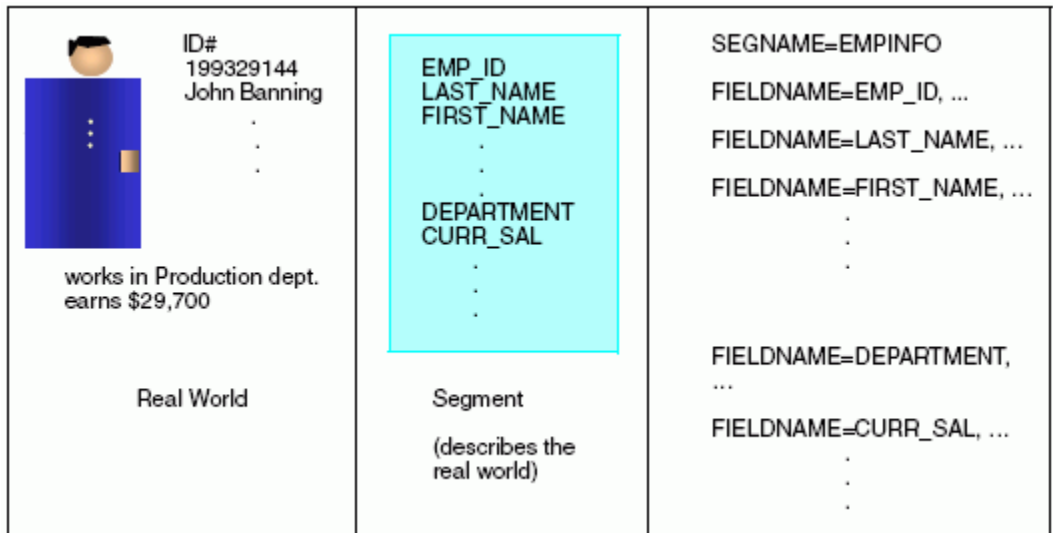 ID#
199329144
John Banning
.
.
.
works in Production dept.
earns $29,700
Real World
EMP_ID
LAST_NAME
FIRST_NAME
.
.
.
DEPARTMENT
CURR_SAL
.
.
.
Segment
(describes the
real world)
SEGNAME=EMPINFO
FIELDNAME=EMP_ID, ...
FIELDNAME=LAST_NAME, ...
FIELDNAME=FIRST_NAME, ...
.
.
.
FIELDNAME=DEPARTMENT,
...
FIELDNAME=CURR_SAL, ...
.
.
.